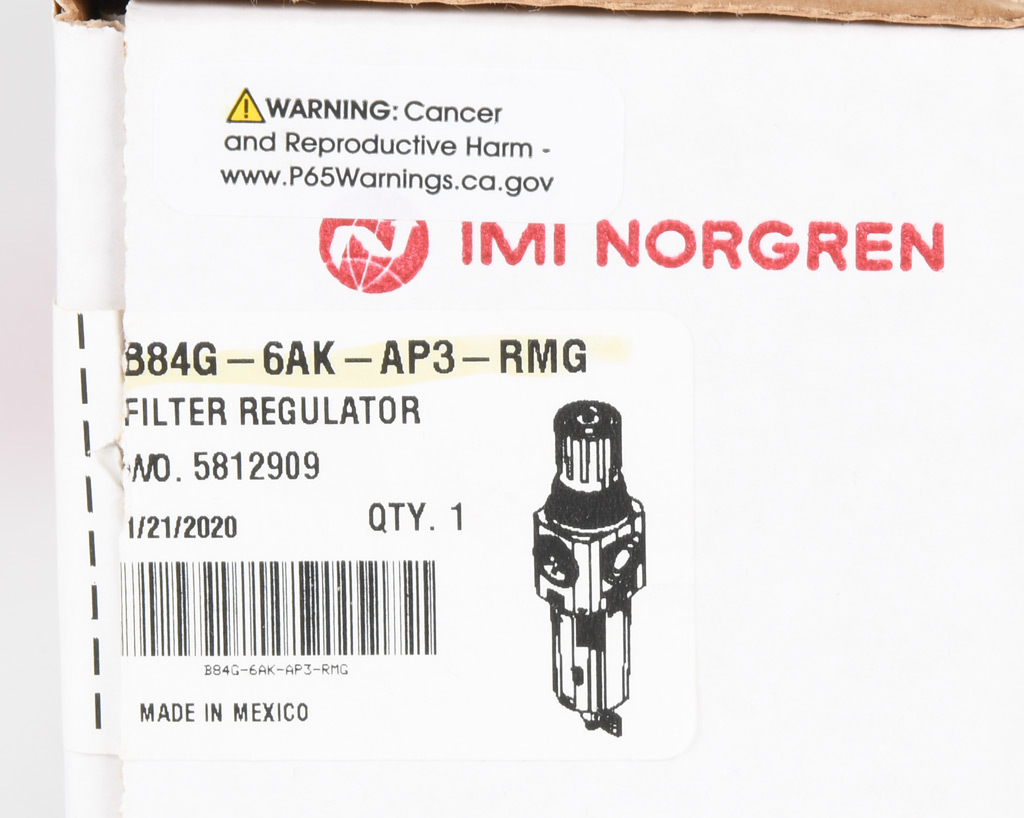 WARNING: Cancer
and Reproductive Harm -
www.P65Warnings.ca.gov
IMI NORGREN
B84G-6AK-AP3-RMG
FILTER REGULATOR
WO. 5812909
1/21/2020
QTY. 1
B84G-6AK-AP3-RMG
MADE IN MEXICO